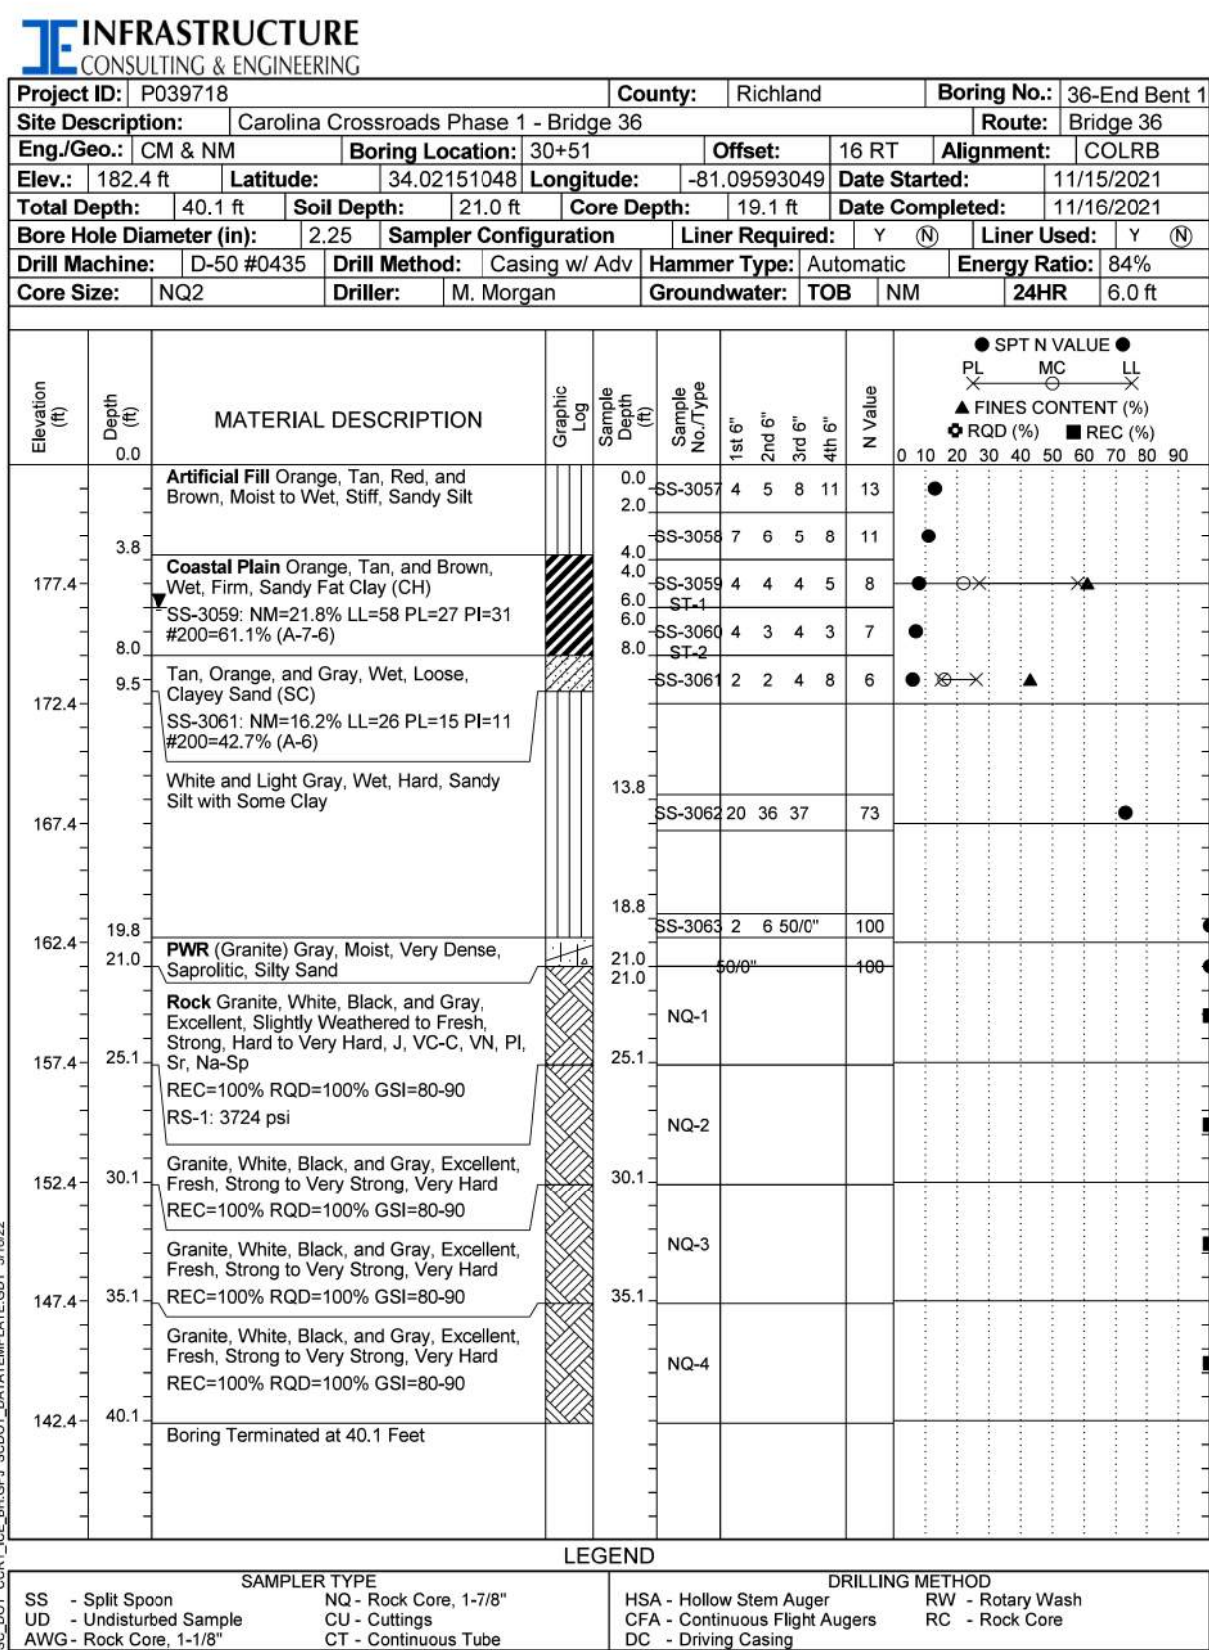 INFRASTRUCTURE
CONSULTING & ENGINEERING
Project ID: P039718 County: Richland Boring No.: 36-End Bent 1
Site Description: Carolina Crossroads Phase 1 - Bridge 36 Route: Bridge 36
Eng./Geo.: CM & NM Boring Location: 30+51 Offset: 16 RT Alignment: COLRB
Elev.: 182.4 ft Latitude: 34.02151048 Longitude: -81.09593049 Date Started: 11/15/2021
Total Depth: 40.1 ft Soil Depth: 21.0 ft Core Depth: 19.1 ft Date Completed: 11/16/2021
Bore Hole Diameter (in): 2.25 Sampler Configuration Liner Required: Y N Liner Used: Y N
Drill Machine: D-50 #0435 Drill Method: Casing w/ Adv Hammer Type: Automatic Energy Ratio: 84%
Core Size: NQ2 Driller: M. Morgan Groundwater: TOB NM 24HR 6.0 ft
Elevation (ft) Depth (ft) MATERIAL DESCRIPTION Graphic Log Sample Depth (ft) Sample No./Type 1st 6" 2nd 6" 3rd 6" 4th 6" N Value
SPT N VALUE
PL MC LL
FINES CONTENT (%)
RQD (%) REC (%)
0.0 0 10 20 30 40 50 60 70 80 90
Artificial Fill Orange, Tan, Red, and 0.0
Brown, Moist to Wet, Stiff, Sandy Silt SS-3057 4 5 8 11 13
2.0
SS-3058 7 6 5 8 11
3.8 4.0
Coastal Plain Orange, Tan, and Brown, 4.0
177.4 Wet, Firm, Sandy Fat Clay (CH) SS-3059 4 4 4 5 8
6.0 ST-1
SS-3059: NM=21.8% LL=58 PL=27 PI=31 6.0
#200=61.1% (A-7-6) SS-3060 4 3 4 3 7
8.0 8.0 ST-2
9.5 Tan, Orange, and Gray, Wet, Loose, SS-3061 2 2 4 8 6
Clayey Sand (SC)
172.4
SS-3061: NM=16.2% LL=26 PL=15 PI=11
#200=42.7% (A-6)
White and Light Gray, Wet, Hard, Sandy 13.8
Silt with Some Clay
167.4 SS-3062 20 36 37 73
18.8
19.8 SS-3063 2 6 50/0" 100
162.4 PWR (Granite) Gray, Moist, Very Dense,
21.0 Saprolitic, Silty Sand 21.0 50/0" 100
21.0
Rock Granite, White, Black, and Gray,
Excellent, Slightly Weathered to Fresh, NQ-1
Strong, Hard to Very Hard, J, VC-C, VN, Pl,
157.4 25.1 Sr, Na-Sp 25.1
REC=100% RQD=100% GSI=80-90
RS-1: 3724 psi NQ-2
Granite, White, Black, and Gray, Excellent,
152.4 30.1 Fresh, Strong to Very Strong, Very Hard 30.1
REC=100% RQD=100% GSI=80-90
Granite, White, Black, and Gray, Excellent, NQ-3
Fresh, Strong to Very Strong, Very Hard
147.4 35.1 REC=100% RQD=100% GSI=80-90 35.1
Granite, White, Black, and Gray, Excellent,
Fresh, Strong to Very Strong, Very Hard NQ-4
REC=100% RQD=100% GSI=80-90
142.4 40.1
Boring Terminated at 40.1 Feet
LEGEND
SAMPLER TYPE DRILLING METHOD
SS - Split Spoon NQ - Rock Core, 1-7/8" HSA - Hollow Stem Auger RW - Rotary Wash
UD - Undisturbed Sample CU - Cuttings CFA - Continuous Flight Augers RC - Rock Core
AWG - Rock Core, 1-1/8" CT - Continuous Tube DC - Driving Casing